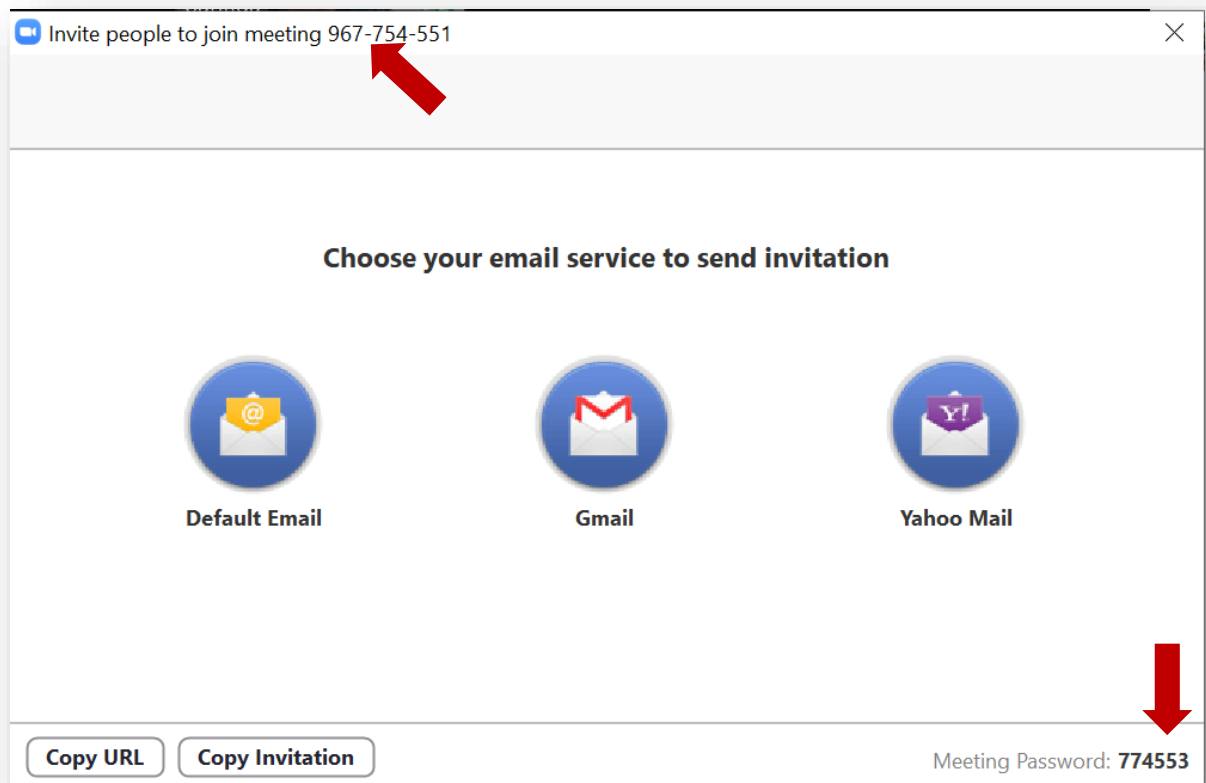 Invite people to join meeting 967-754-551
Choose your email service to send invitation
@
Y!
Default Email
Gmail
Yahoo Mail
Copy URL
Copy Invitation
Meeting Password: 774553